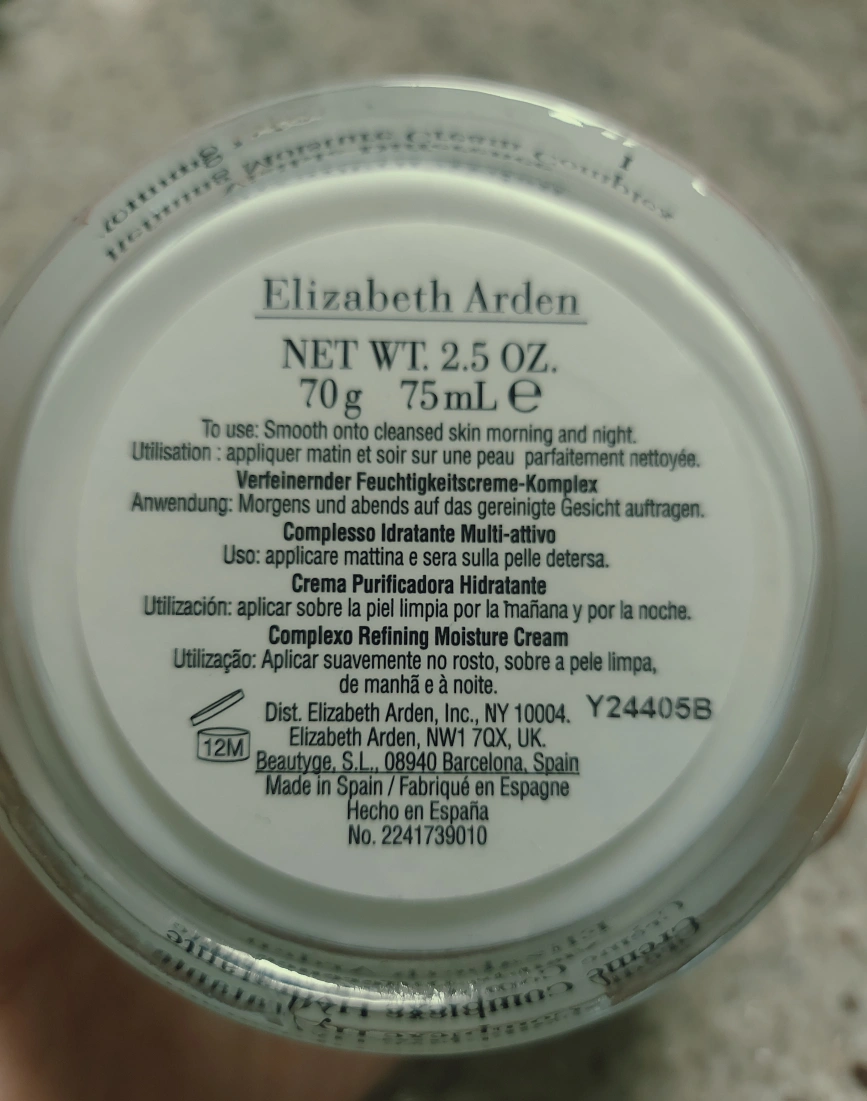 Elizabeth Arden
NET WT. 2.5 OZ.
70 g 75 mL ℮
To use: Smooth onto cleansed skin morning and night.
Utilisation : appliquer matin et soir sur une peau parfaitement nettoyée.
Verfeinernder Feuchtigkeitscreme-Komplex
Anwendung: Morgens und abends auf das gereinigte Gesicht auftragen.
Complesso Idratante Multi-attivo
Uso: applicare mattina e sera sulla pelle detersa.
Crema Purificadora Hidratante
Utilización: aplicar sobre la piel limpia por la mañana y por la noche.
Complexo Refining Moisture Cream
Utilização: Aplicar suavemente no rosto, sobre a pele limpa,
de manhã e à noite.
Dist. Elizabeth Arden, Inc., NY 10004.
Y24405B
Elizabeth Arden, NW1 7QX, UK.
12M
Beautyge, S.L., 08940 Barcelona, Spain
Made in Spain / Fabriqué en Espagne
Hecho en España
No. 2241739010